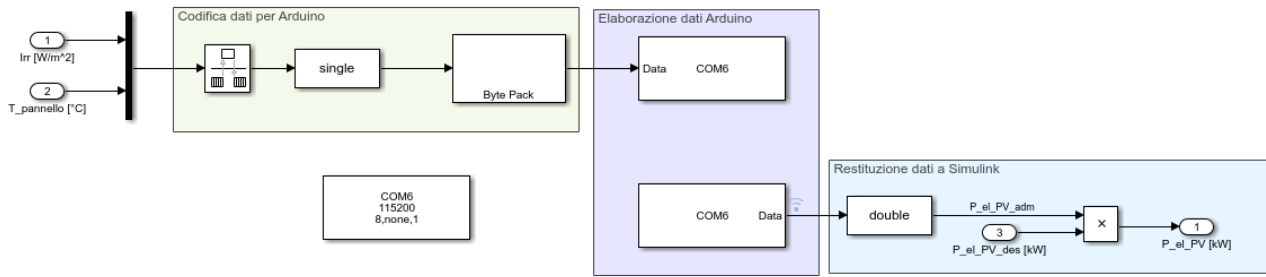 Codifica dati per Arduino
Elaborazione dati Arduino
1
Irr [W/m^2]
2
T_pannello [°C]
single
Byte Pack
Data
COM6
COM6
115200
8,none,1
COM6
Data
Restituzione dati a Simulink
double
P_el_PV_adm
3
P_el_PV_des [kW]
×
1
P_el_PV [kW]